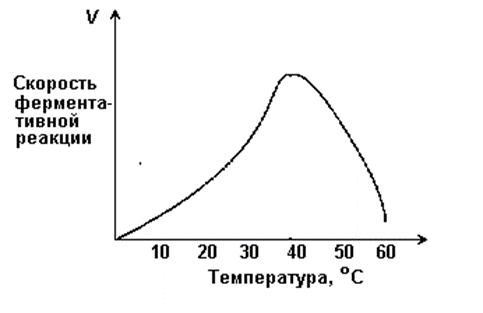 V
Скорость
фермента-
тивной
реакции
10 20 30 40 50 60
Температура, °C